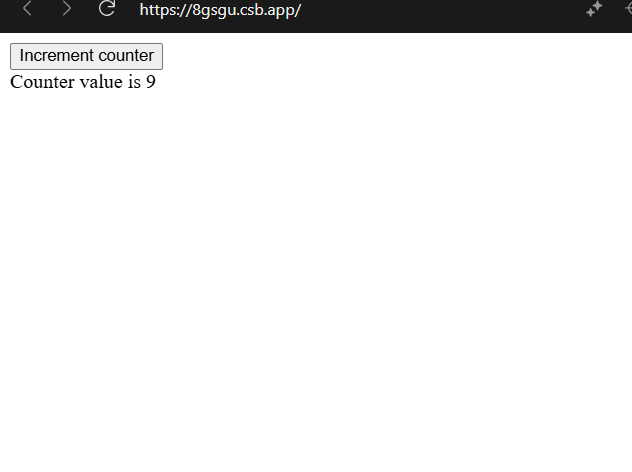 https://8gsgu.csb.app/
Increment counter
Counter value is 9